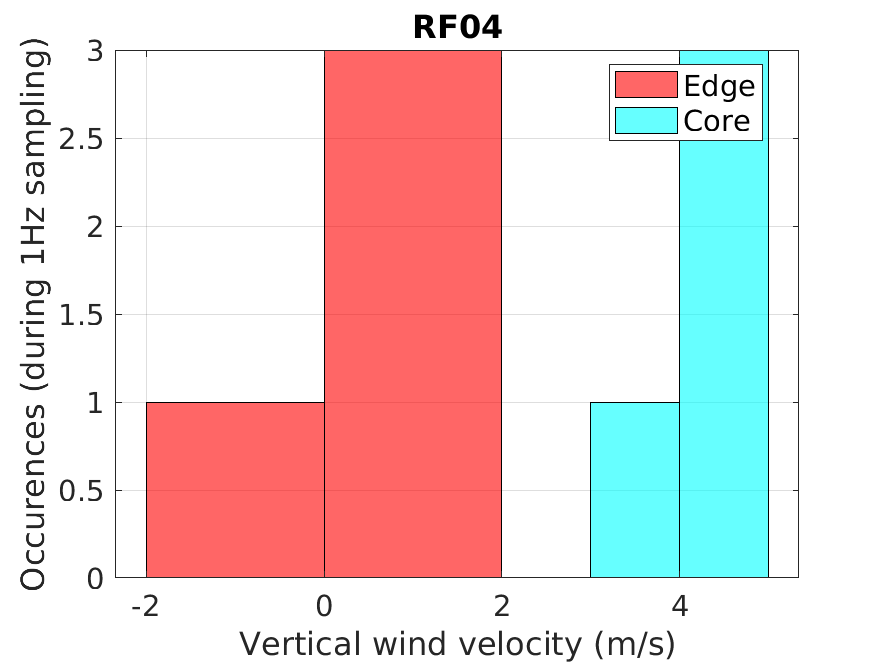 RF04
Occurences (during 1Hz sampling)
3
2.5
2
1.5
1
0.5
0
Edge
Core
-2
0
2
4
Vertical wind velocity (m/s)